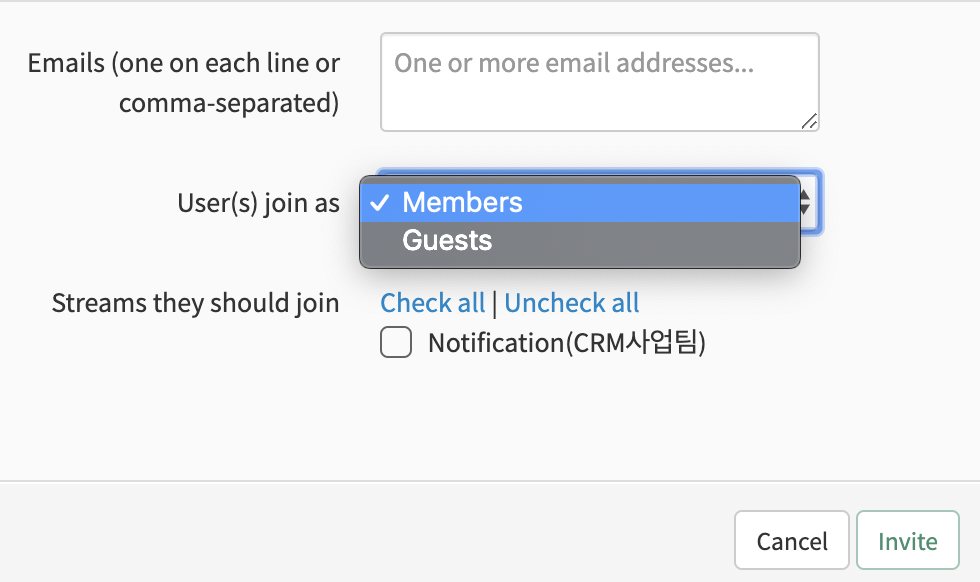 Emails (one on each line or
comma-separated)
One or more email addresses...
User(s) join as
✓ Members
Guests
Streams they should join
Check all | Uncheck all
Notification(CRM사업팀)
Cancel
Invite